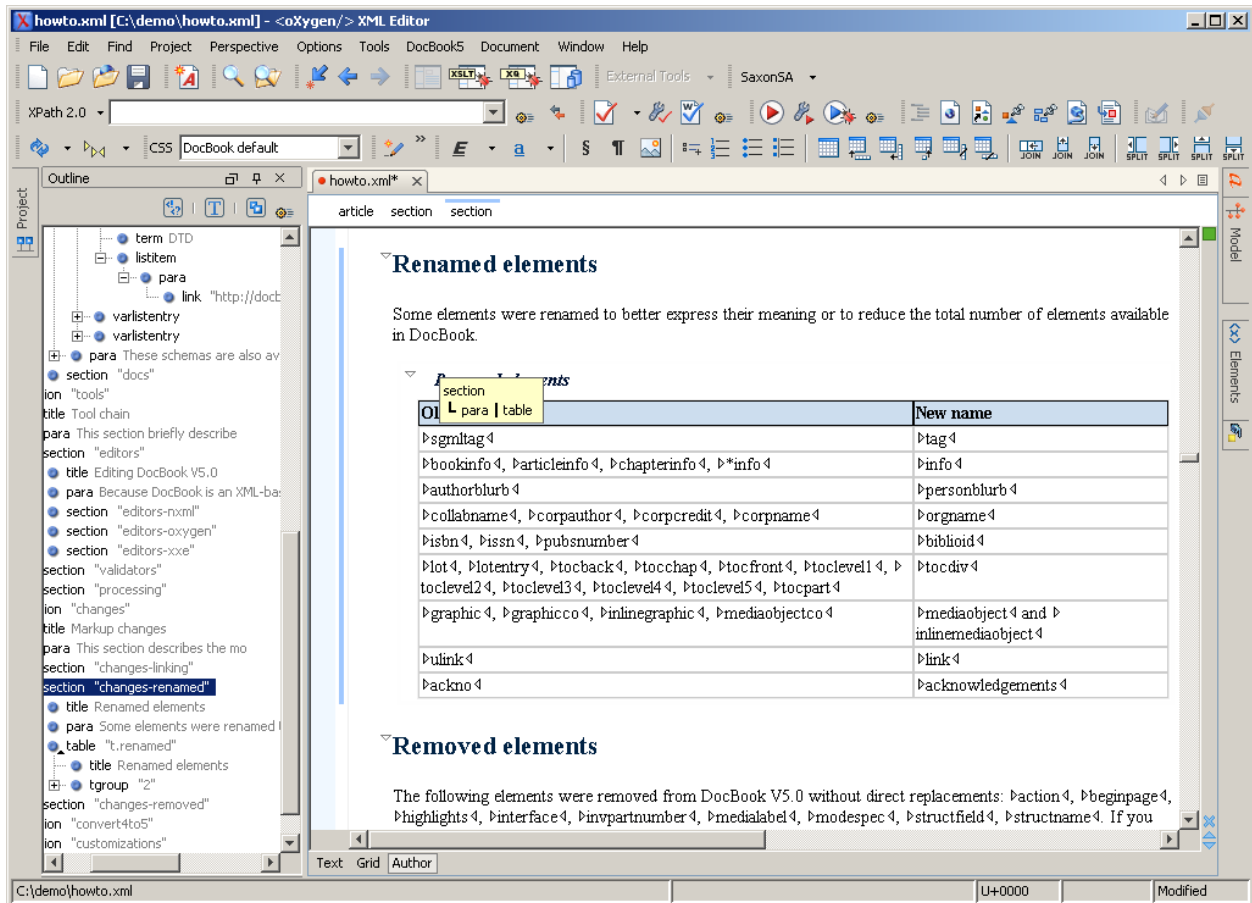 howto.xml [C:\demo\howto.xml] - <oXygen/> XML Editor
File Edit Find Project Perspective Options Tools DocBook5 Document Window Help
XSLT XQ External Tools SaxonSA
XPath 2.0
CSS DocBook default E a § ¶ JOIN JOIN JOIN SPLIT SPLIT SPLIT SPLIT
Project
Outline
T
term DTD
listitem
para
link "http://docb
varlistentry
varlistentry
para These schemas are also av
section "docs"
ion "tools"
title Tool chain
para This section briefly describe
section "editors"
title Editing DocBook V5.0
para Because DocBook is an XML-ba
section "editors-nxml"
section "editors-oxygen"
section "editors-xxe"
section "validators"
section "processing"
ion "changes"
title Markup changes
para This section describes the mo
section "changes-linking"
section "changes-renamed"
title Renamed elements
para Some elements were renamed
table "t.renamed"
title Renamed elements
tgroup "2"
section "changes-removed"
ion "convert4to5"
ion "customizations"
howto.xml*
article section section
Renamed elements
Some elements were renamed to better express their meaning or to reduce the total number of elements available
in DocBook.
section
para table
New name
sgmltag tag
bookinfo, articleinfo, chapterinfo, *info info
authorblurb personblurb
collabname, corpauthor, corpcredit, corpname orgname
isbn, issn, pubsnumber biblioid
lot, lotentry, tocback, tocchap, tocfront, toclevel1, tocdiv
toclevel2, toclevel3, toclevel4, toclevel5, tocpart
graphic, graphicco, inlinegraphic, mediaobjectco mediaobject and
inlinemediaobject
ulink link
ackno acknowledgements
Removed elements
The following elements were removed from DocBook V5.0 without direct replacements: action, beginpage,
highlights, interface, invpartnumber, medialabel, modespec, structfield, structname. If you
Text Grid Author
Model
Elements
C:\demo\howto.xml U+0000 Modified